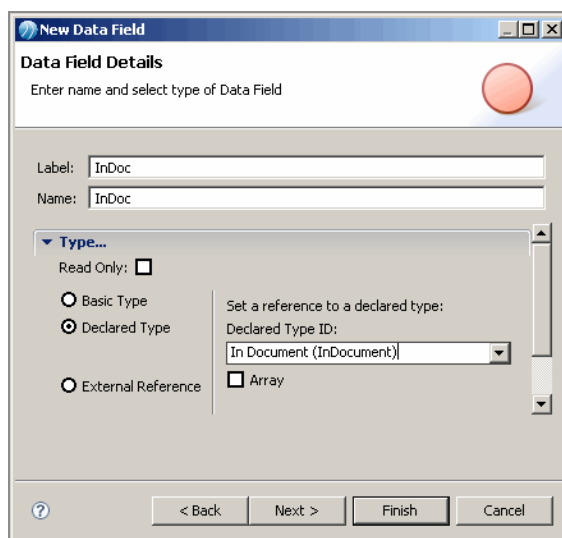 New Data Field
Data Field Details
Enter name and select type of Data Field
Label: InDoc
Name: InDoc
Type...
Read Only:
Basic Type
Declared Type
External Reference
Set a reference to a declared type:
Declared Type ID:
In Document (InDocument)
Array
< Back Next > Finish Cancel